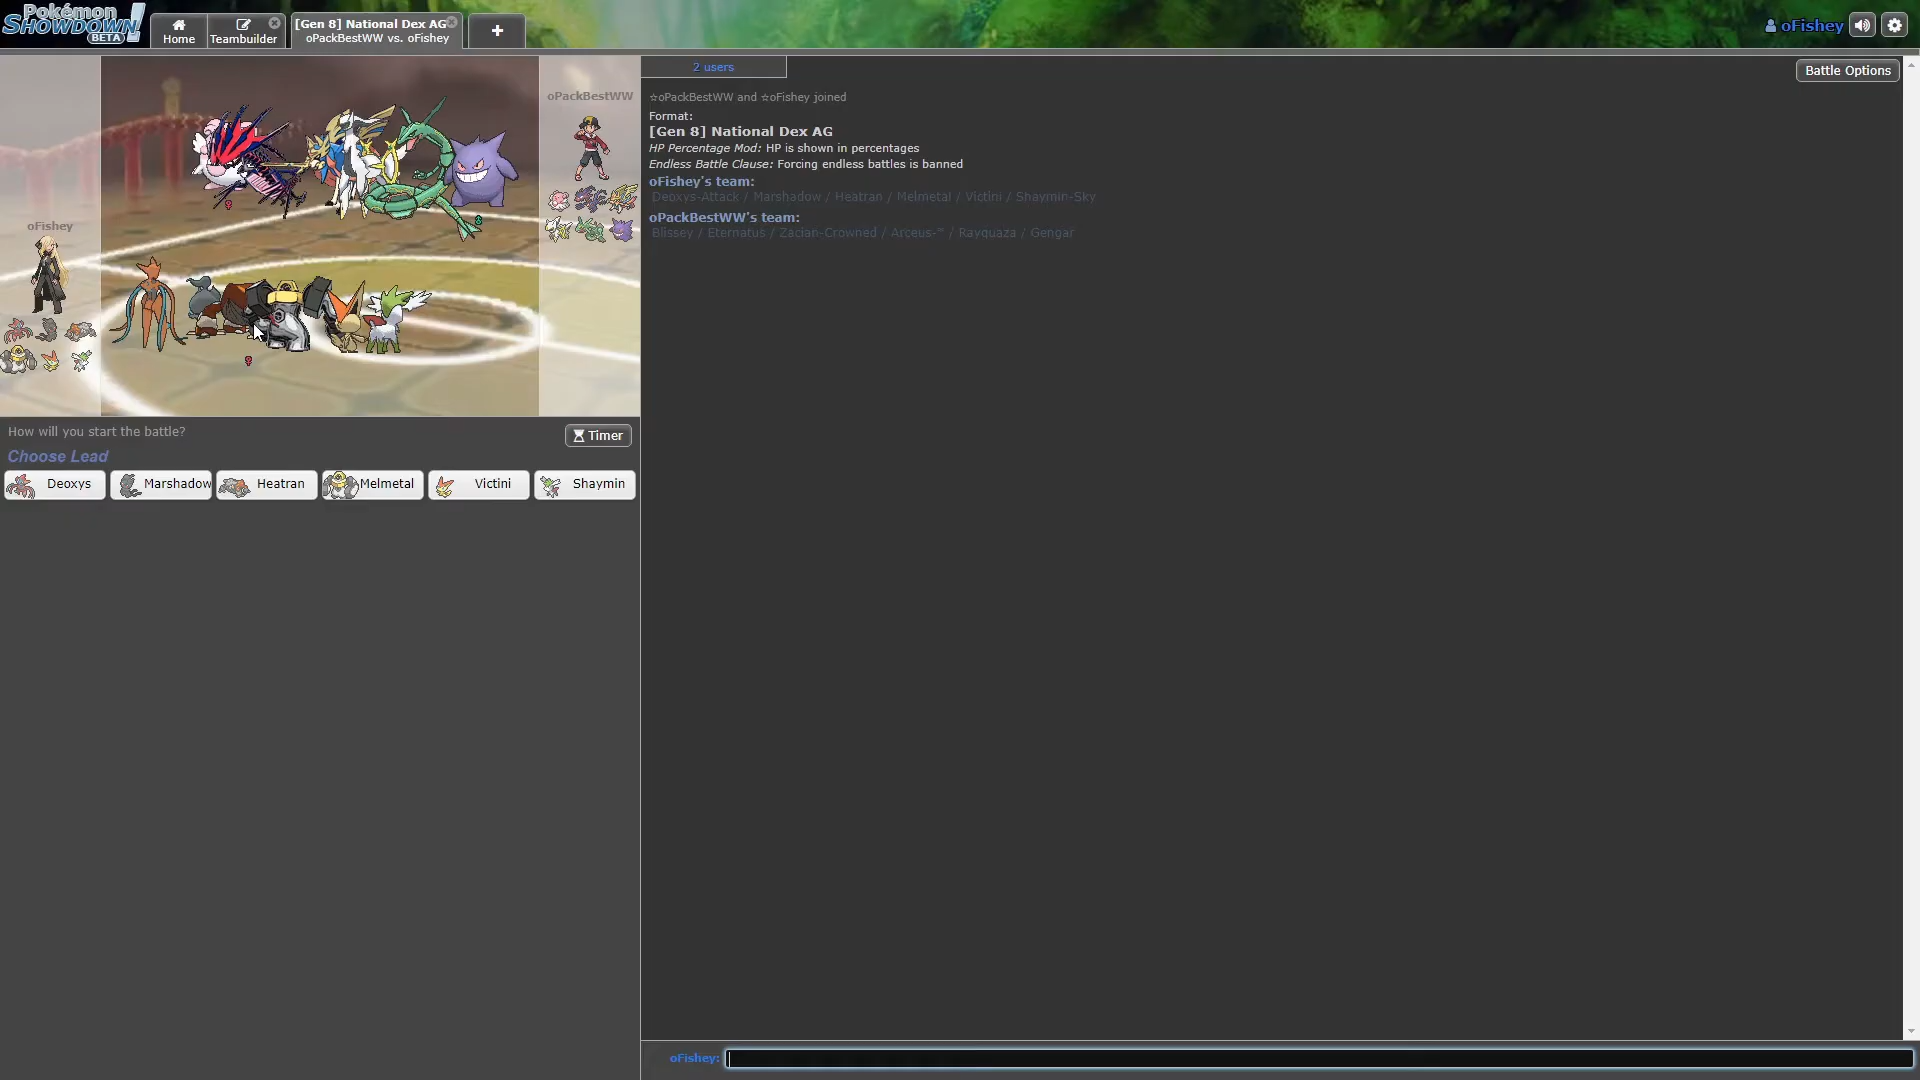 Pokémon
SHOWDOWN!
BETA
Home
Teambuilder
[Gen 8] National Dex AG
oPackBestWW vs. oFishey
oFishey
2 users
Battle Options
☆oPackBestWW and ☆oFishey joined
Format:
[Gen 8] National Dex AG
HP Percentage Mod: HP is shown in percentages
Endless Battle Clause: Forcing endless battles is banned
oFishey's team:
Deoxys-Attack / Marshadow / Heatran / Melmetal / Victini / Shaymin-Sky
oPackBestWW's team:
Blissey / Eternatus / Zacian-Crowned / Arceus-* / Rayquaza / Gengar
oPackBestWW
oFishey
How will you start the battle?
Timer
Choose Lead
Deoxys
Marshadow
Heatran
Melmetal
Victini
Shaymin
oFishey: